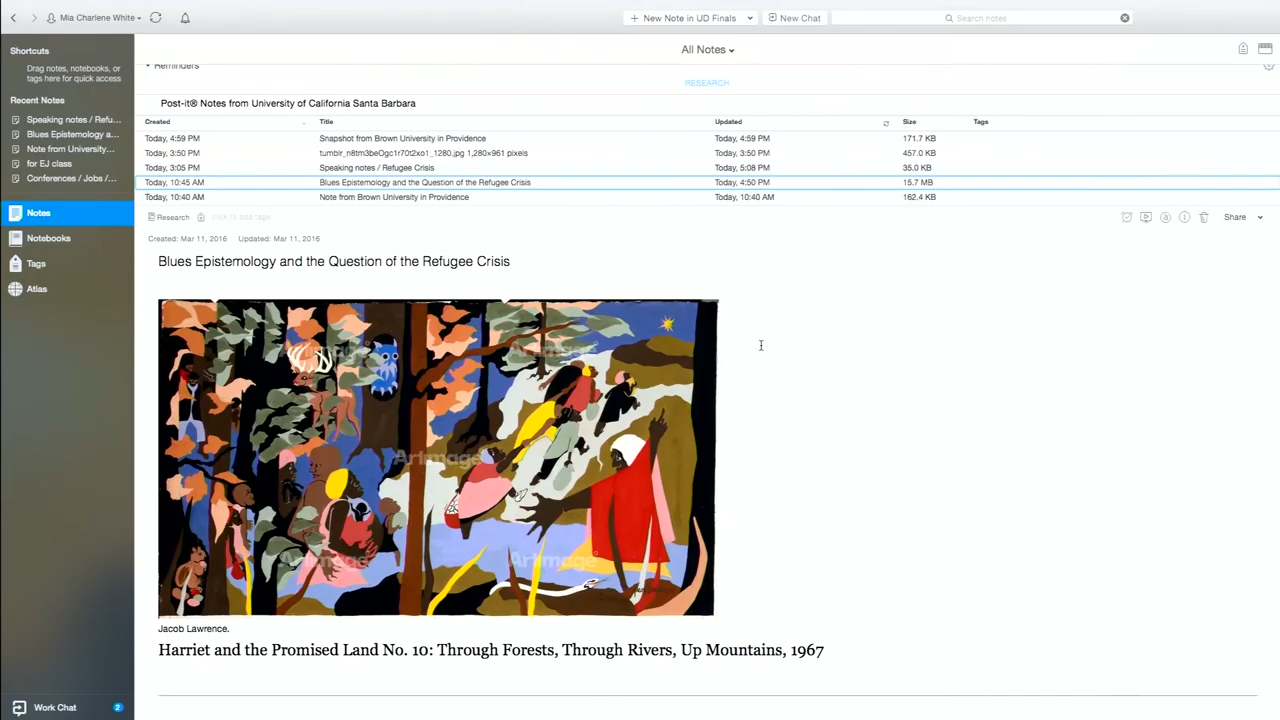 Mia Charlene White
+ New Note in UD Finals
New Chat
Search notes
Shortcuts
Drag notes, notebooks, or
tags here for quick access
Recent Notes
Speaking notes / Refu...
Blues Epistemology a...
Note from University...
for EJ class
Conferences / Jobs /...
Notes
Notebooks
Tags
Atlas
Work Chat 2
All Notes
Reminders
RESEARCH
Post-it® Notes from University of California Santa Barbara
Created Title Updated Size Tags
Today, 4:59 PM Snapshot from Brown University in Providence Today, 4:59 PM 171.7 KB
Today, 3:50 PM tumblr_n8tm3beOgc1r70t2xo1_1280.jpg 1,280×961 pixels Today, 3:50 PM 457.0 KB
Today, 3:05 PM Speaking notes / Refugee Crisis Today, 5:08 PM 35.0 KB
Today, 10:45 AM Blues Epistemology and the Question of the Refugee Crisis Today, 4:50 PM 15.7 MB
Today, 10:40 AM Note from Brown University in Providence Today, 10:40 AM 162.4 KB
Research click to add tags
Share
Created: Mar 11, 2016 Updated: Mar 11, 2016
Blues Epistemology and the Question of the Refugee Crisis
Artimage
Artimage
Artimage
Artimage
Artimage
Jacob Lawrence.
Harriet and the Promised Land No. 10: Through Forests, Through Rivers, Up Mountains, 1967